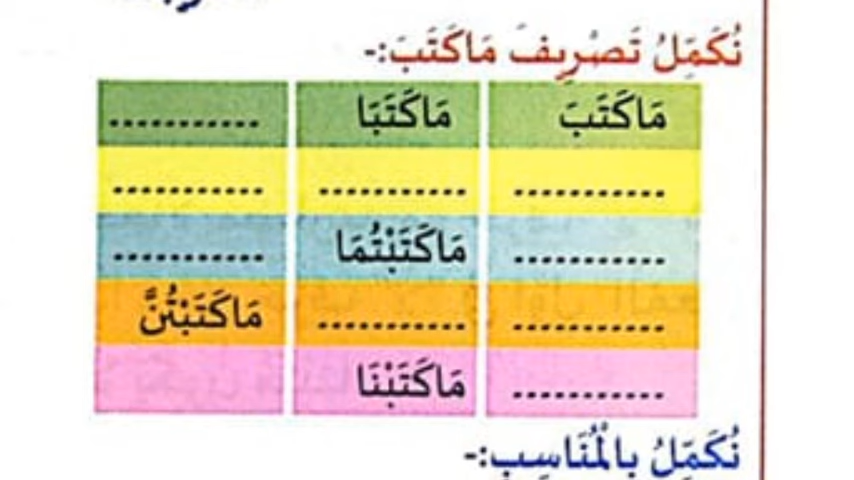 نُكَمِّلُ تَصْرِيفَ مَاكَتَبَ:-
مَاكَتَبَ مَاكَتَبَا ............
............ ............ ............
............ مَاكَتَبْتُمَا ............
............ ............ مَاكَتَبْتُنَّ
............ مَاكَتَبْنَا
نُكَمِّلُ بِالْمُنَاسِبِ:-